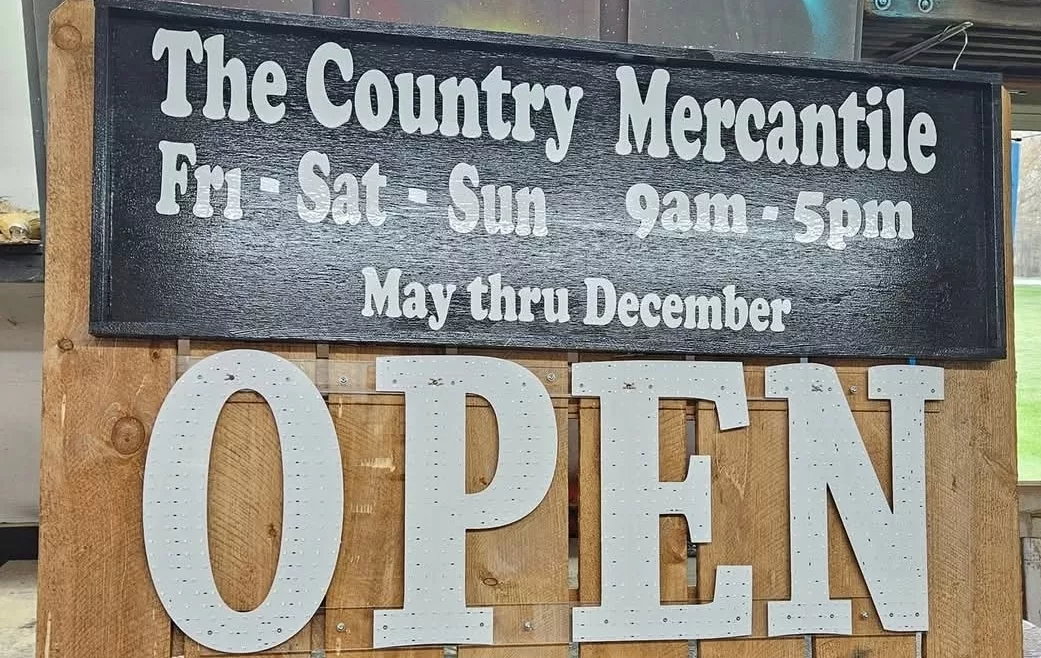 The Country Mercantile
Fri - Sat - Sun 9am - 5pm
May thru December
OPEN